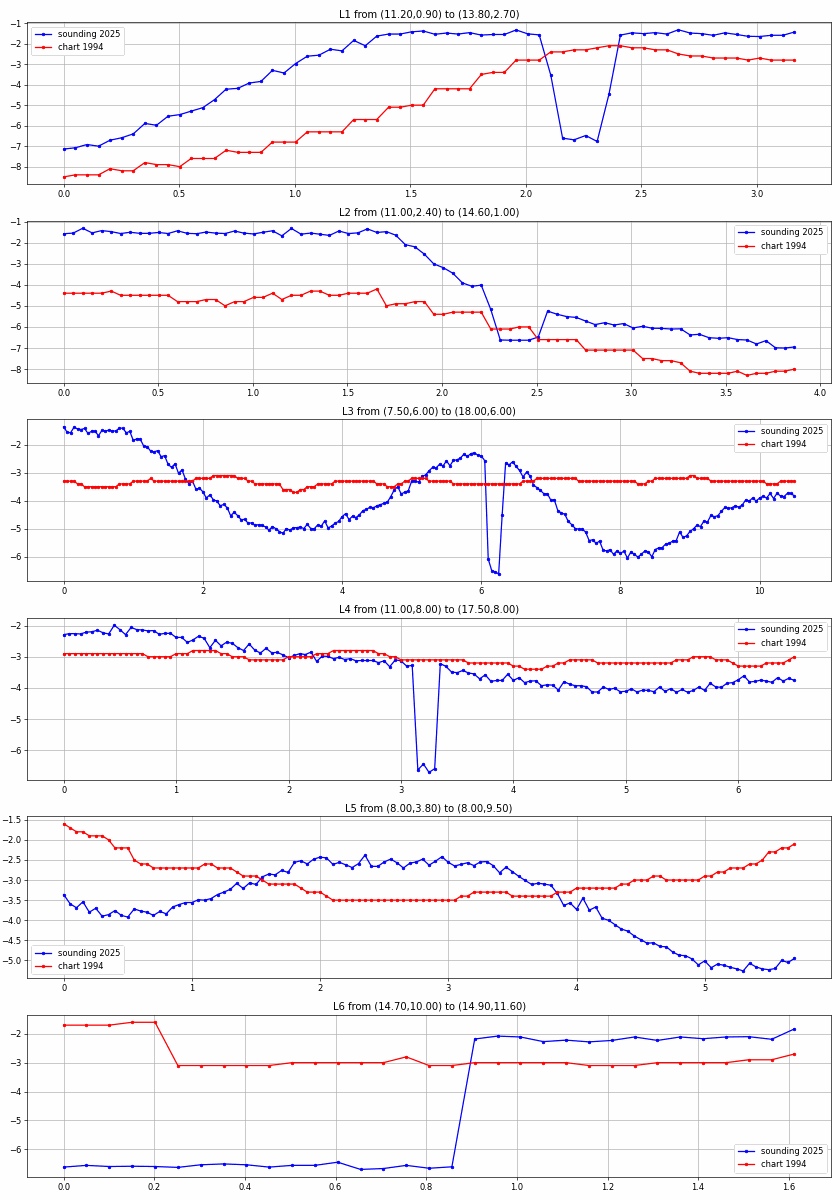 L1 from (11.20,0.90) to (13.80,2.70)
−1
−2
−3
−4
−5
−6
−7
−8
sounding 2025
chart 1994
0.0 0.5 1.0 1.5 2.0 2.5 3.0
L2 from (11.00,2.40) to (14.60,1.00)
−1
−2
−3
−4
−5
−6
−7
−8
sounding 2025
chart 1994
0.0 0.5 1.0 1.5 2.0 2.5 3.0 3.5 4.0
L3 from (7.50,6.00) to (18.00,6.00)
−2
−3
−4
−5
−6
sounding 2025
chart 1994
0 2 4 6 8 10
L4 from (11.00,8.00) to (17.50,8.00)
−2
−3
−4
−5
−6
sounding 2025
chart 1994
0 1 2 3 4 5 6
L5 from (8.00,3.80) to (8.00,9.50)
−1.5
−2.0
−2.5
−3.0
−3.5
−4.0
−4.5
−5.0
sounding 2025
chart 1994
0 1 2 3 4 5
L6 from (14.70,10.00) to (14.90,11.60)
−2
−3
−4
−5
−6
sounding 2025
chart 1994
0.0 0.2 0.4 0.6 0.8 1.0 1.2 1.4 1.6